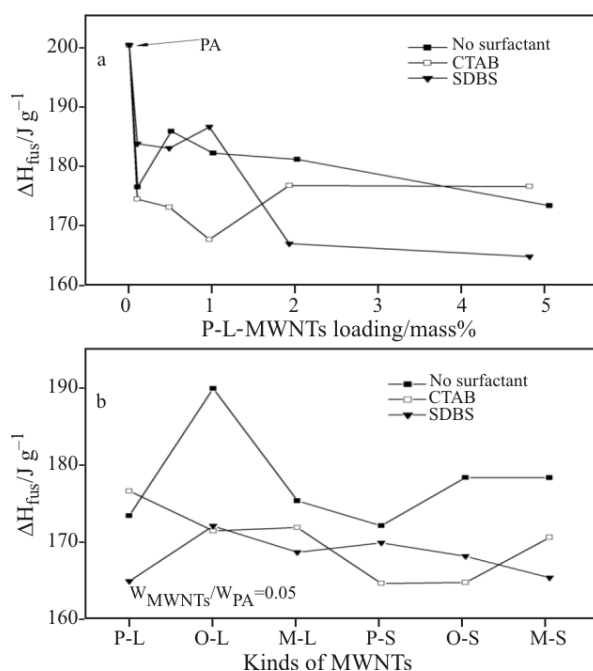 200
190
180
170
160
ΔH_fus/J g⁻¹
a
PA
No surfactant
CTAB
SDBS
0 1 2 3 4 5
P-L-MWNTs loading/mass%
190
180
170
160
ΔH_fus/J g⁻¹
b
No surfactant
CTAB
SDBS
W_MWNTs/W_PA=0.05
P-L O-L M-L P-S O-S M-S
Kinds of MWNTs